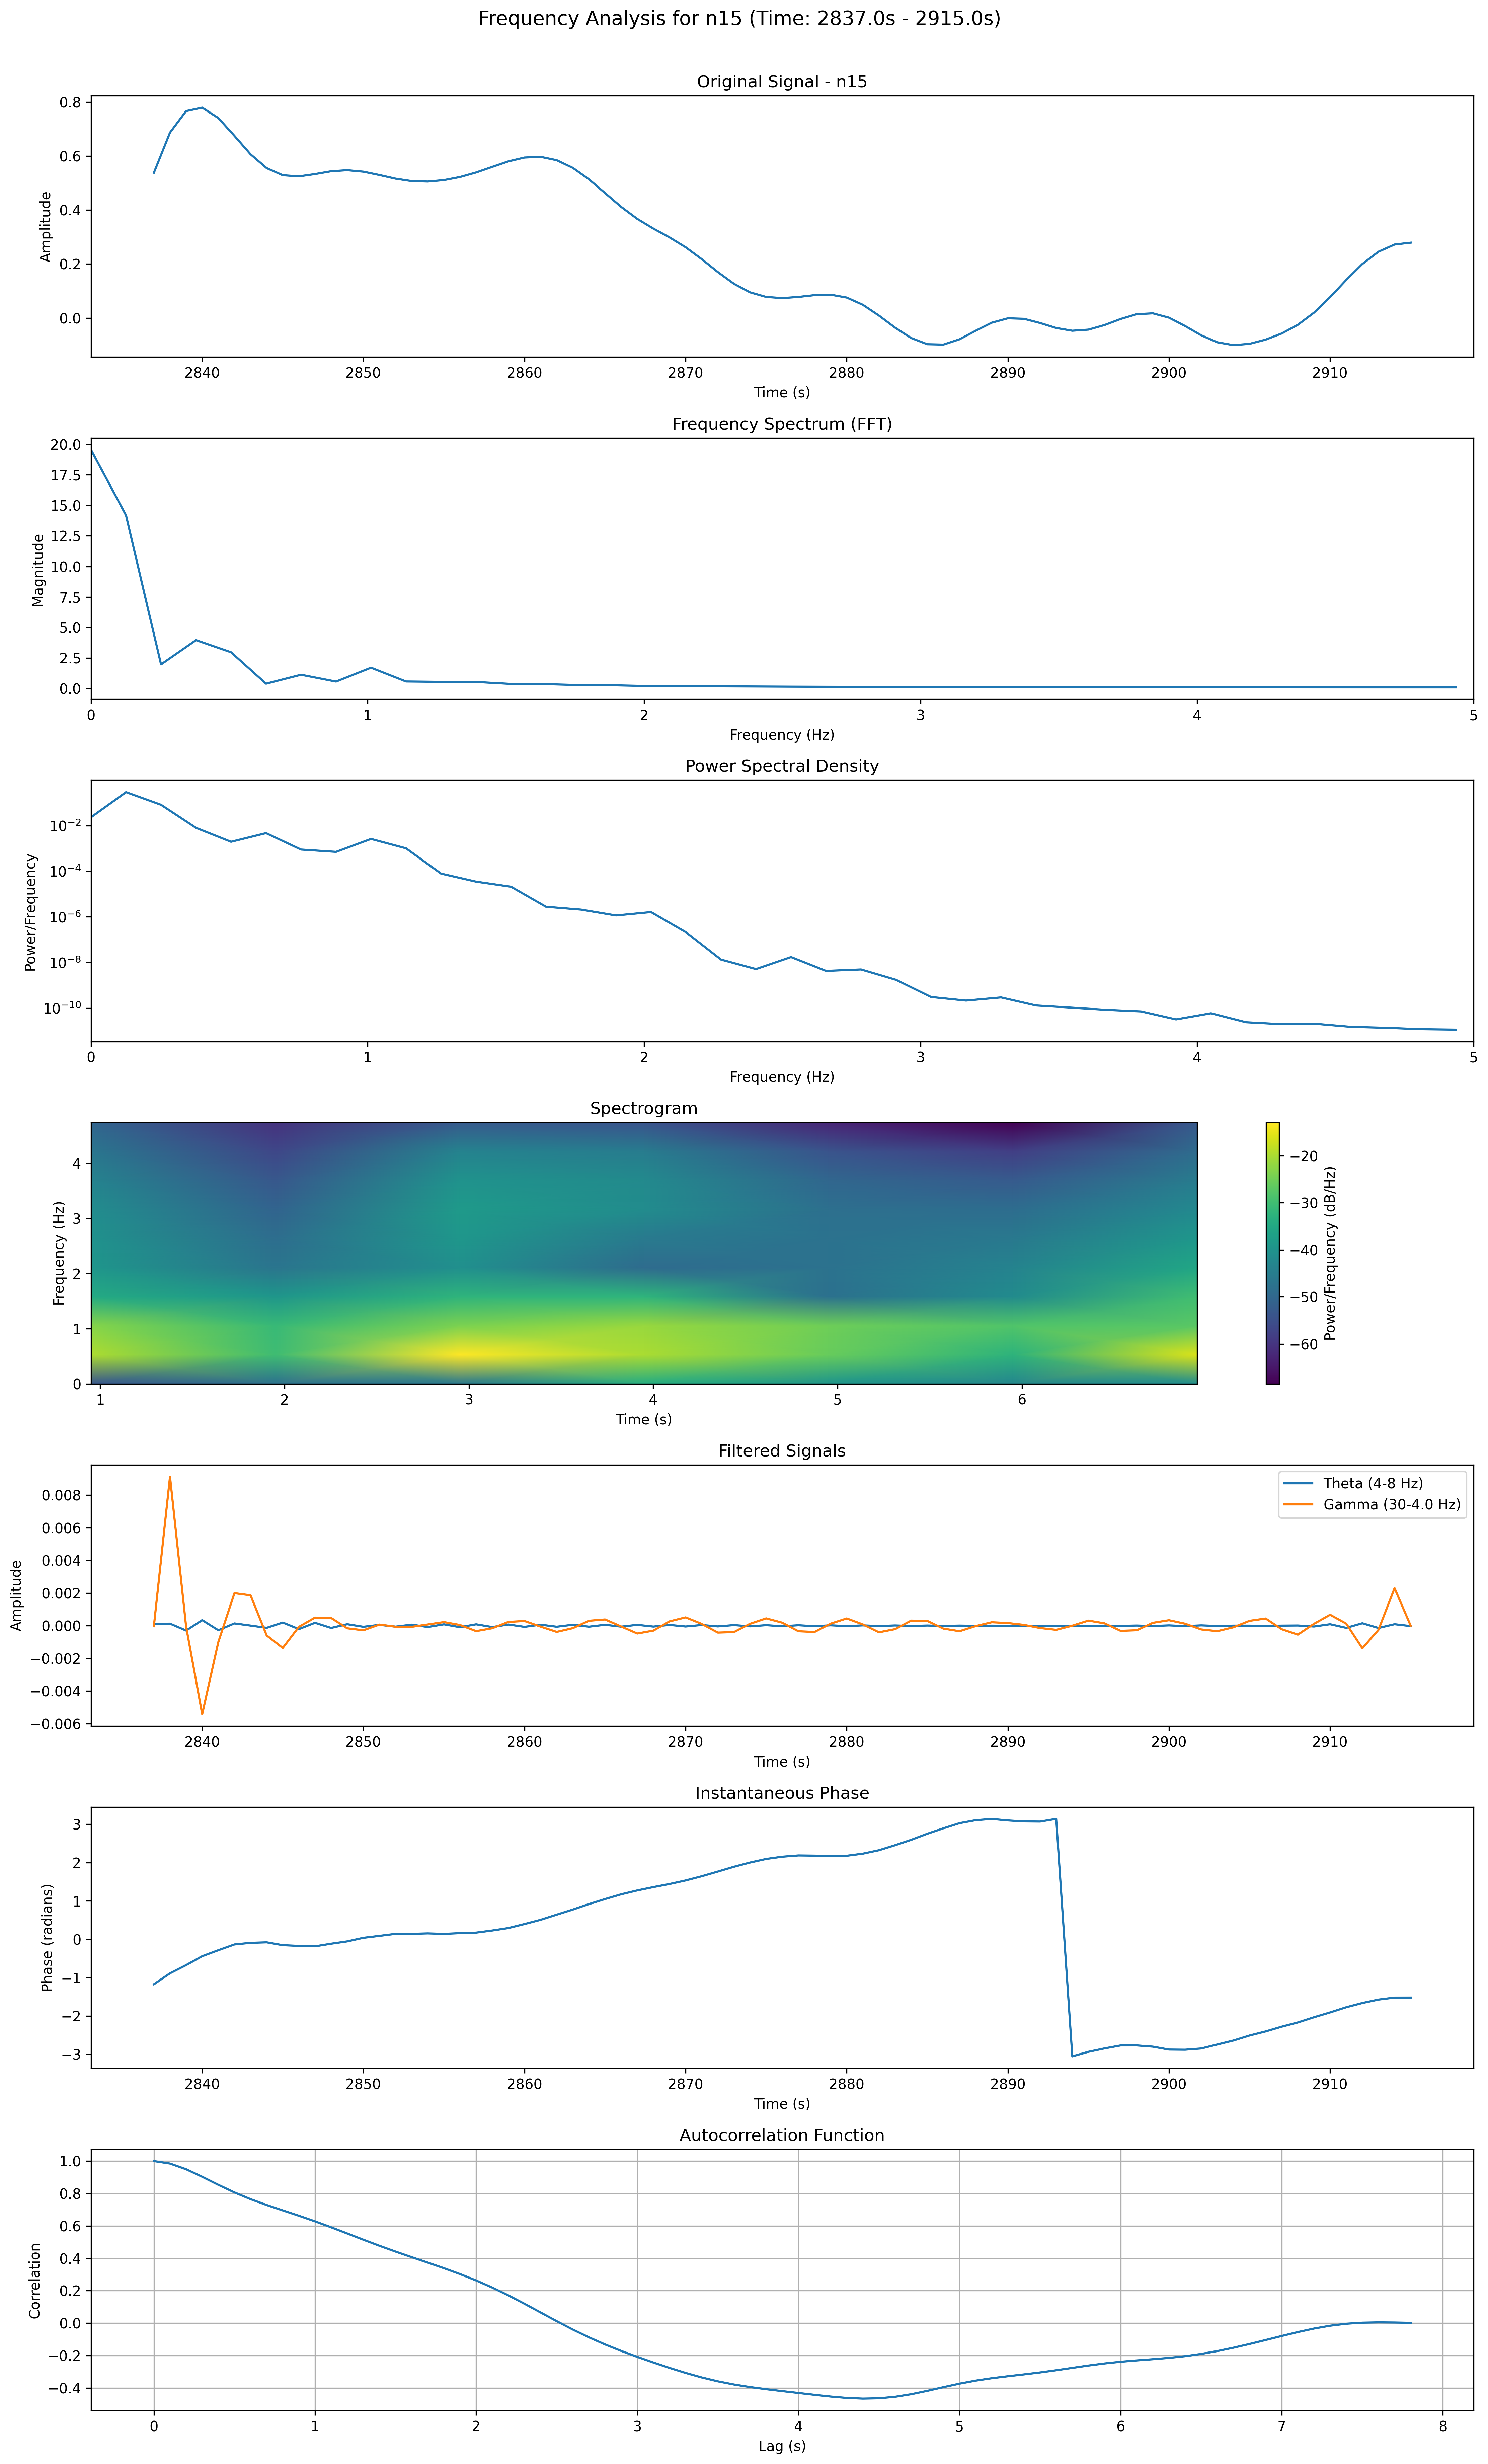 Frequency Analysis for n15 (Time: 2837.0s - 2915.0s)
Original Signal - n15
Amplitude
0.8
0.6
0.4
0.2
0.0
2840 2850 2860 2870 2880 2890 2900 2910
Time (s)
Frequency Spectrum (FFT)
Magnitude
20.0
17.5
15.0
12.5
10.0
7.5
5.0
2.5
0.0
0 1 2 3 4 5
Frequency (Hz)
Power Spectral Density
Power/Frequency
10⁻²
10⁻⁴
10⁻⁶
10⁻⁸
10⁻¹⁰
0 1 2 3 4 5
Frequency (Hz)
Spectrogram
Frequency (Hz)
4
3
2
1
0
1 2 3 4 5 6
Time (s)
−20
−30
−40
−50
−60
Power/Frequency (dB/Hz)
Filtered Signals
Amplitude
0.008
0.006
0.004
0.002
0.000
−0.002
−0.004
−0.006
Theta (4-8 Hz)
Gamma (30-4.0 Hz)
2840 2850 2860 2870 2880 2890 2900 2910
Time (s)
Instantaneous Phase
Phase (radians)
3
2
1
0
−1
−2
−3
2840 2850 2860 2870 2880 2890 2900 2910
Time (s)
Autocorrelation Function
Correlation
1.0
0.8
0.6
0.4
0.2
0.0
−0.2
−0.4
0 1 2 3 4 5 6 7 8
Lag (s)